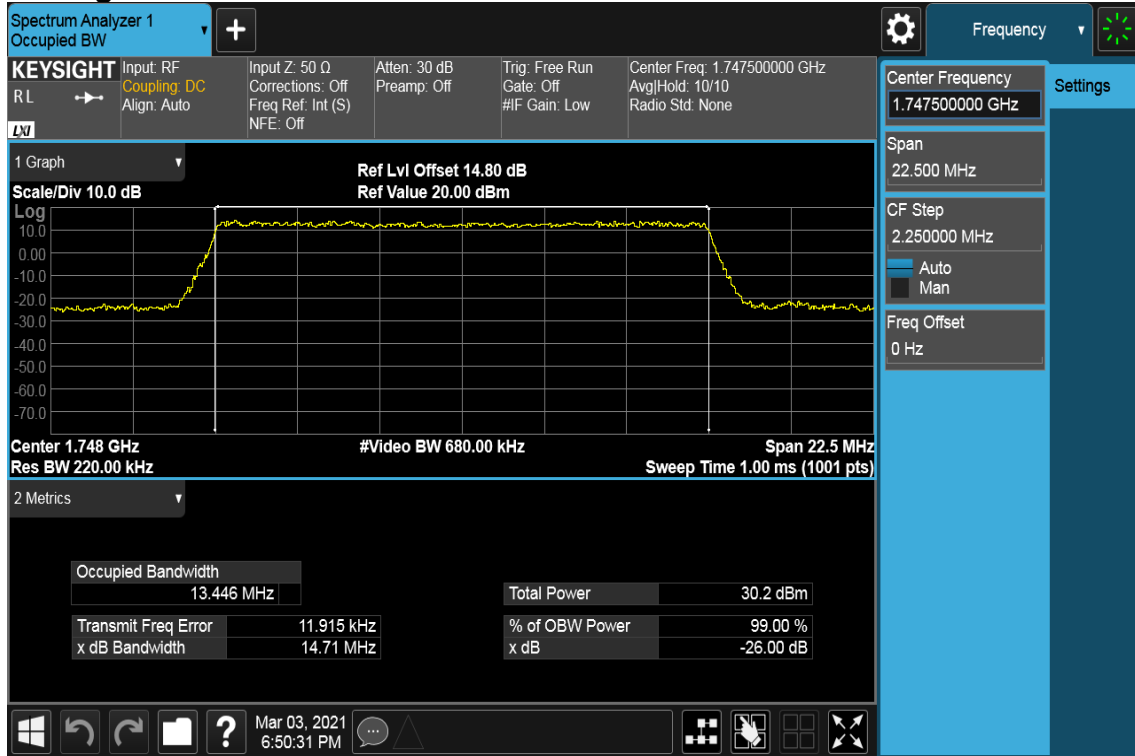 Spectrum Analyzer 1
Occupied BW
Frequency
KEYSIGHT
RL
LXI
Input: RF
Coupling: DC
Align: Auto
Input Z: 50 Ω
Corrections: Off
Freq Ref: Int (S)
NFE: Off
Atten: 30 dB
Preamp: Off
Trig: Free Run
Gate: Off
#IF Gain: Low
Center Freq: 1.747500000 GHz
Avg|Hold: 10/10
Radio Std: None
Center Frequency
1.747500000 GHz
Settings
Span
22.500 MHz
CF Step
2.250000 MHz
Auto
Man
Freq Offset
0 Hz
1 Graph
Scale/Div 10.0 dB
Ref Lvl Offset 14.80 dB
Ref Value 20.00 dBm
Log
10.0
0.00
-10.0
-20.0
-30.0
-40.0
-50.0
-60.0
-70.0
Center 1.748 GHz
#Video BW 680.00 kHz
Span 22.5 MHz
Res BW 220.00 kHz
Sweep Time 1.00 ms (1001 pts)
2 Metrics
Occupied Bandwidth
13.446 MHz
Total Power 30.2 dBm
Transmit Freq Error 11.915 kHz
% of OBW Power 99.00 %
x dB Bandwidth 14.71 MHz
x dB -26.00 dB
Mar 03, 2021
6:50:31 PM